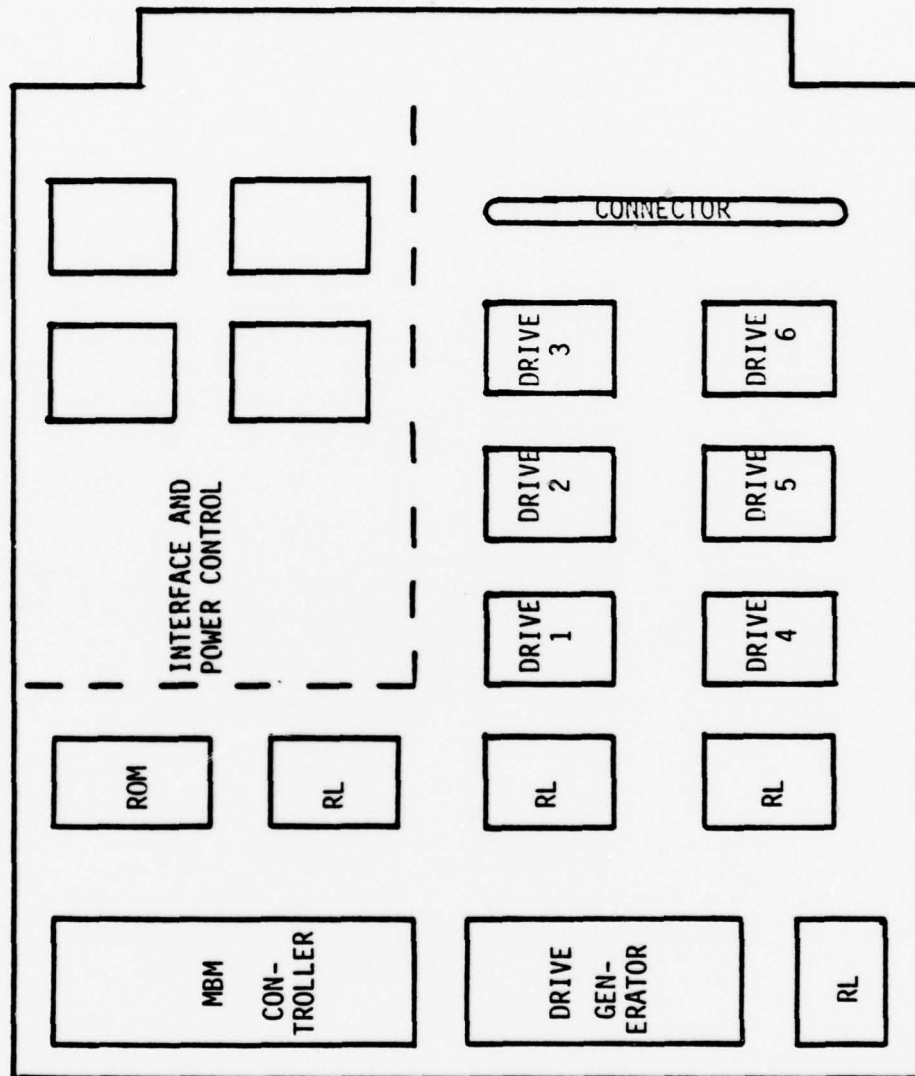 CONNECTOR
DRIVE
3
DRIVE
6
DRIVE
2
DRIVE
5
INTERFACE AND
POWER CONTROL
DRIVE
1
DRIVE
4
ROM
RL
RL
RL
MBM
CON-
TROLLER
DRIVE
GEN-
ERATOR
RL